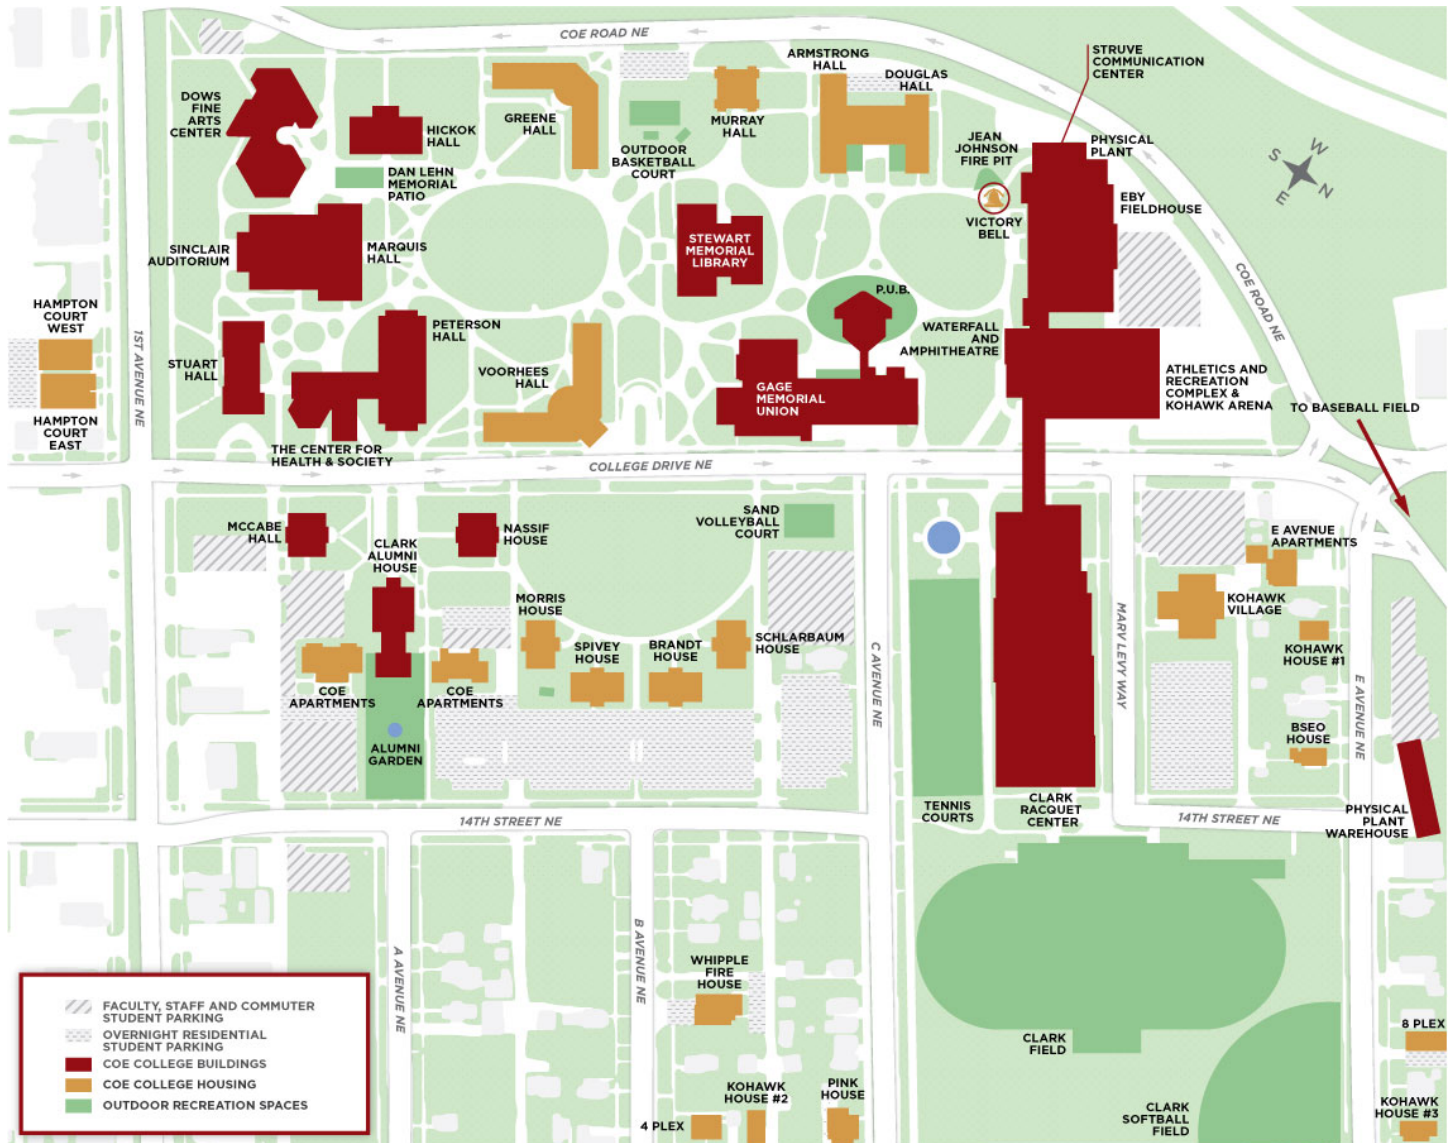 COE ROAD NE
STRUVE
COMMUNICATION
CENTER
ARMSTRONG
HALL
DOUGLAS
HALL
DOWS
FINE
ARTS
CENTER
HICKOK
HALL
GREENE
HALL
MURRAY
HALL
OUTDOOR
BASKETBALL
COURT
JEAN
JOHNSON
FIRE PIT
PHYSICAL
PLANT
S
W
E
N
DAN LEHN
MEMORIAL
PATIO
EBY
FIELDHOUSE
VICTORY
BELL
SINCLAIR
AUDITORIUM
MARQUIS
HALL
STEWART
MEMORIAL
LIBRARY
COE ROAD NE
P.U.B.
HAMPTON
COURT
WEST
1ST AVENUE NE
PETERSON
HALL
WATERFALL
AND
AMPHITHEATRE
STUART
HALL
VOORHEES
HALL
GAGE
MEMORIAL
UNION
ATHLETICS AND
RECREATION
COMPLEX &
KOHAWK ARENA
TO BASEBALL FIELD
HAMPTON
COURT
EAST
THE CENTER FOR
HEALTH & SOCIETY
COLLEGE DRIVE NE
MCCABE
HALL
CLARK
ALUMNI
HOUSE
NASSIF
HOUSE
SAND
VOLLEYBALL
COURT
E AVENUE
APARTMENTS
MORRIS
HOUSE
SPIVEY
HOUSE
BRANDT
HOUSE
SCHLARBAUM
HOUSE
C AVENUE NE
MARV LEVY WAY
KOHAWK
VILLAGE
KOHAWK
HOUSE #1
E AVENUE NE
COE
APARTMENTS
COE
APARTMENTS
ALUMNI
GARDEN
BSEO
HOUSE
TENNIS
COURTS
CLARK
RACQUET
CENTER
PHYSICAL
PLANT
WAREHOUSE
14TH STREET NE
14TH STREET NE
A AVENUE NE
B AVENUE NE
WHIPPLE
FIRE
HOUSE
CLARK
FIELD
8 PLEX
4 PLEX
KOHAWK
HOUSE #2
PINK
HOUSE
CLARK
SOFTBALL
FIELD
KOHAWK
HOUSE #3
FACULTY, STAFF AND COMMUTER
STUDENT PARKING
OVERNIGHT RESIDENTIAL
STUDENT PARKING
COE COLLEGE BUILDINGS
COE COLLEGE HOUSING
OUTDOOR RECREATION SPACES